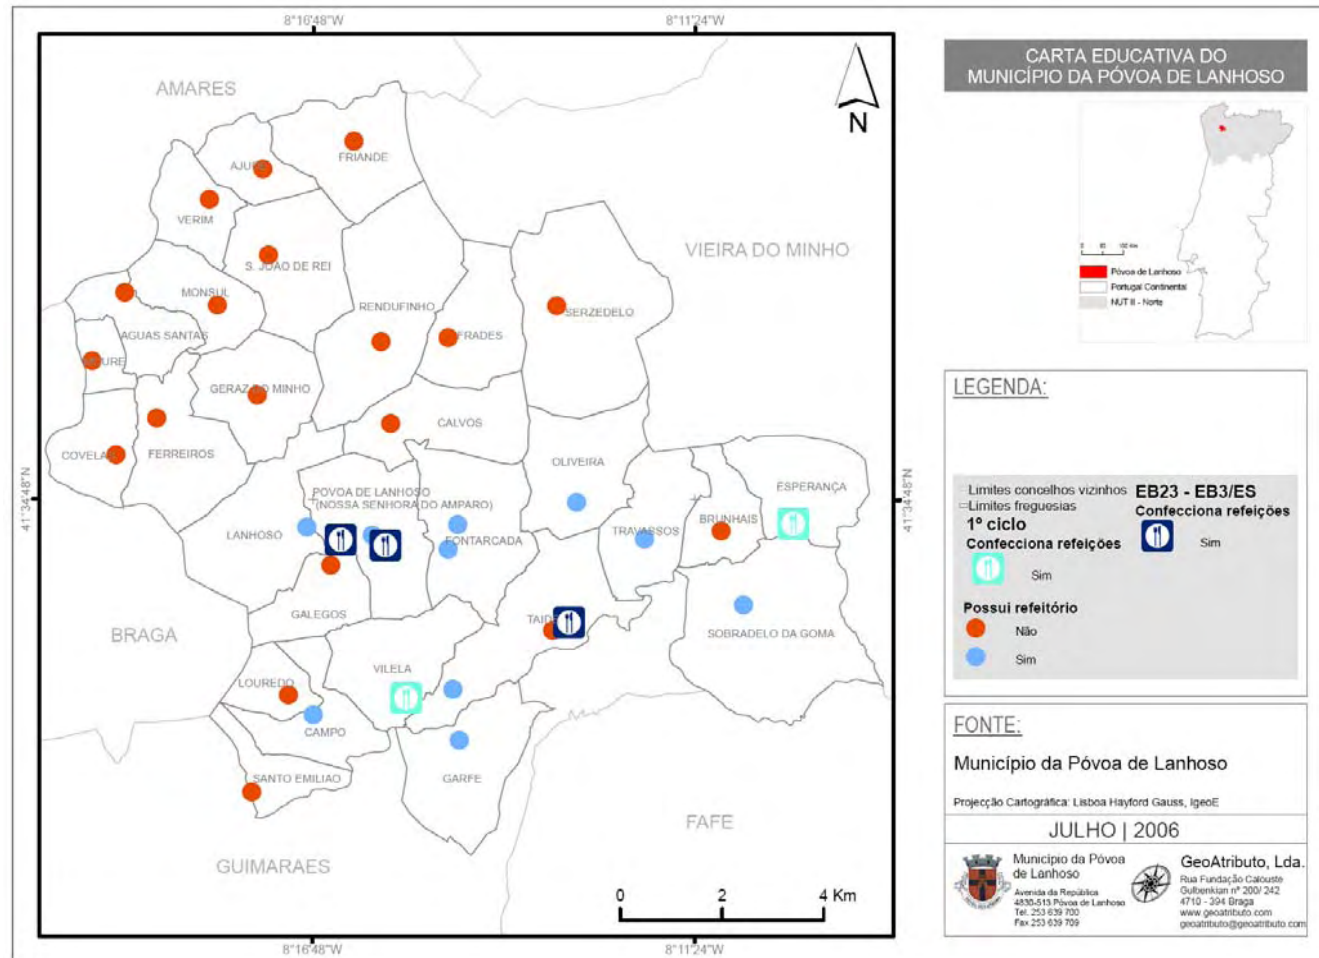 8°16'48"W
8°11'24"W
AMARES
FRIANDE
VERIM
S. JOÃO DE REI
MONSUL
AGUAS SANTAS
RENDUFINHO
FRADES
SERZEDELO
VIEIRA DO MINHO
GERAZ DO MINHO
COVELAS
FERREIROS
CALVOS
OLIVEIRA
ESPERANÇA
41°34'48"N
41°34'48"N
POVOA DE LANHOSO
(NOSSA SENHORA DO AMPARO)
LANHOSO
FONTARCADA
TRAVASSOS
BRUNHAIS
GALEGOS
TAIDE
SOBRADELO DA GOMA
BRAGA
VILELA
LOUREDO
CAMPO
SANTO EMILIAO
GARFE
FAFE
GUIMARAES
N
0 2 4 Km
8°16'48"W
8°11'24"W
CARTA EDUCATIVA DO
MUNICÍPIO DA PÓVOA DE LANHOSO
Póvoa de Lanhoso
Portugal Continental
NUT II - Norte
LEGENDA:
Limites concelhos vizinhos
Limites freguesias
1º ciclo
Confecciona refeições
Sim
Possui refeitório
Não
Sim
EB23 - EB3/ES
Confecciona refeições
Sim
FONTE:
Município da Póvoa de Lanhoso
Projecção Cartográfica: Lisboa Hayford Gauss, IgeoE
JULHO | 2006
Município da Póvoa
de Lanhoso
Avenida da República
4830-513 Póvoa de Lanhoso
Tel. 253 639 700
Fax 253 639 709
GeoAtributo, Lda.
Rua Fundação Calouste
Gulbenkian nº 200/ 242
4710 - 394 Braga
www.geoatributo.com
geoatributo@geoatributo.com